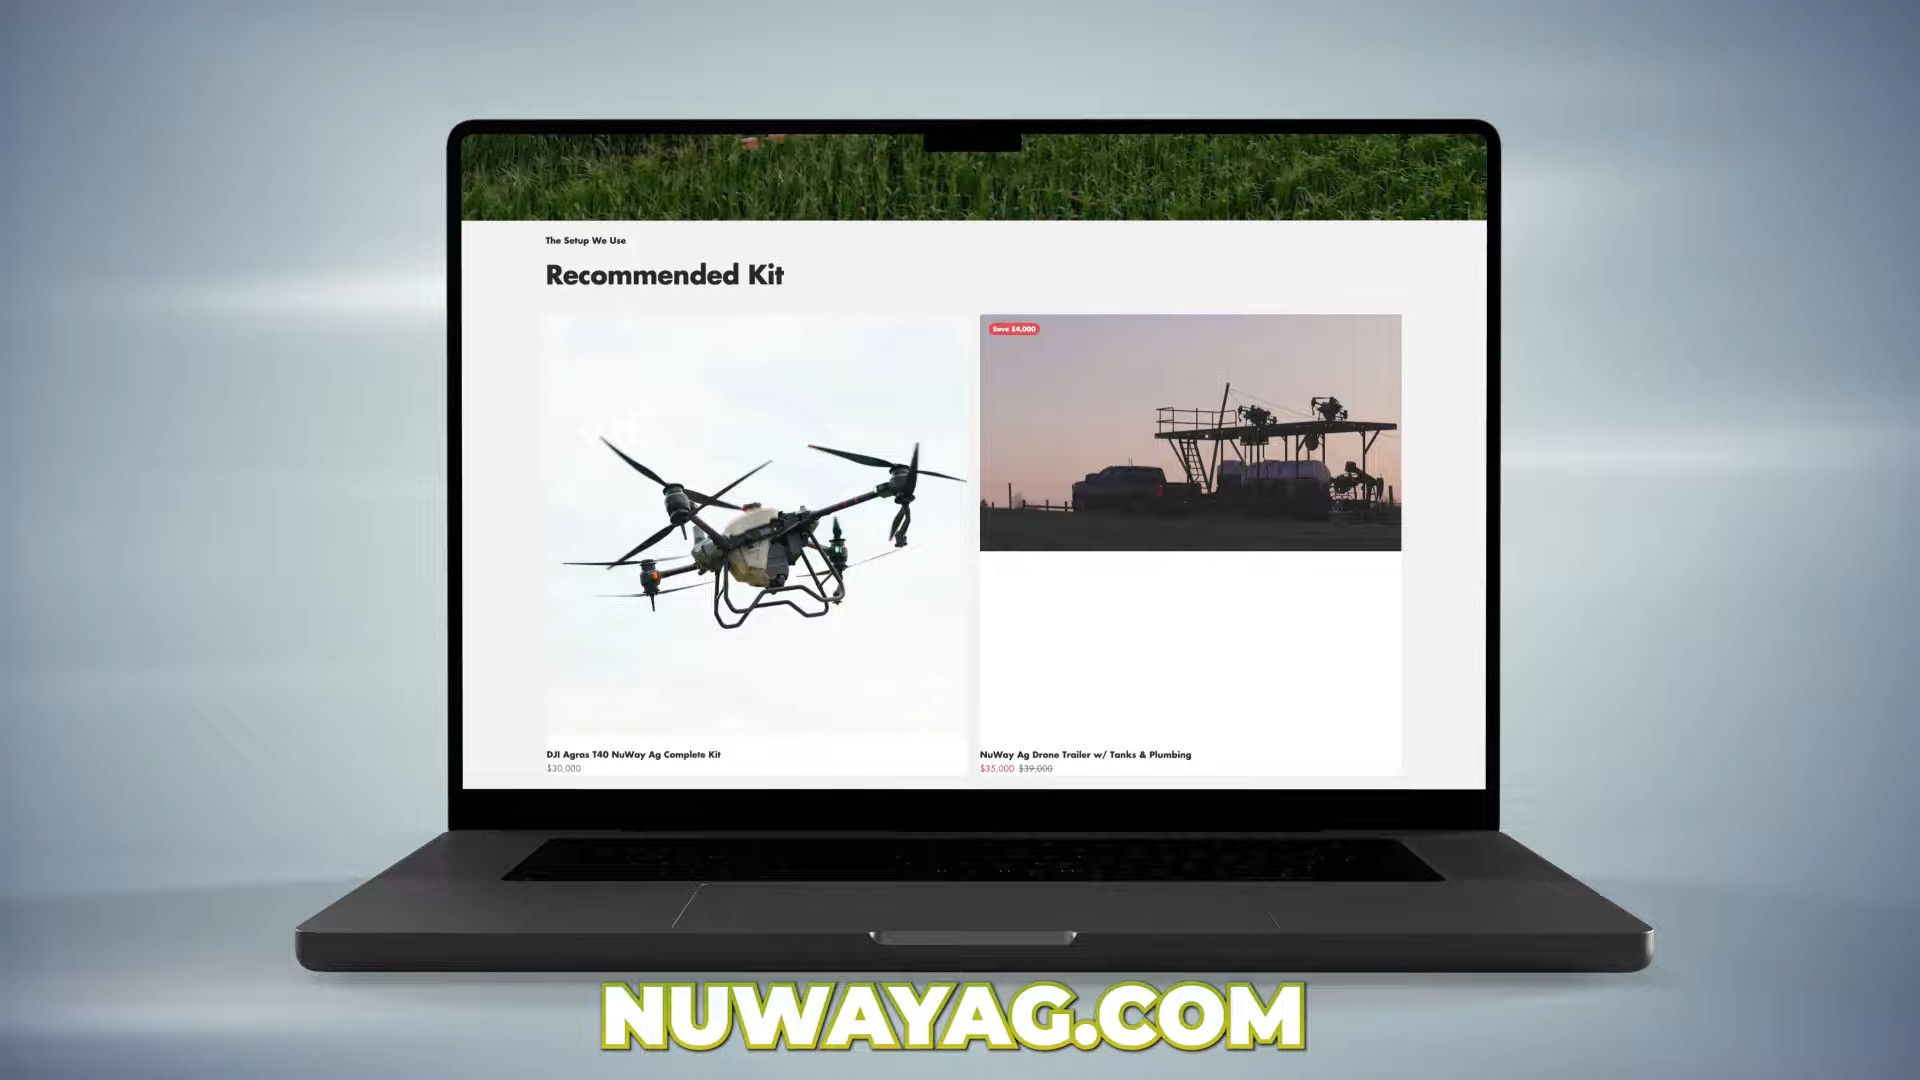 The Setup We Use
Recommended Kit
Save $4,000
DJI Agras T40 NuWay Ag Complete Kit
$30,000
NuWay Ag Drone Trailer w/ Tanks & Plumbing
$35,000 $39,000
NUWAYAG.COM